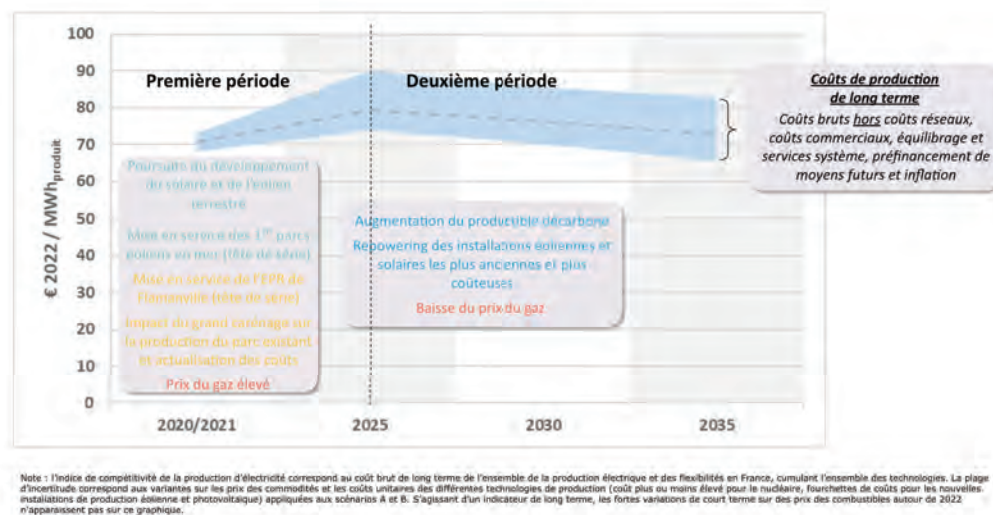 100
90
80
70
60
50
40
30
20
10
0
€ 2022 / MWhproduit
Première période
Deuxième période
Poursuite du développement
du solaire et de l'éolien
terrestre
Mise en service des 1ers parcs
éoliens en mer (tête de série)
Mise en service de l'EPR de
Flamanville (tête de série)
Impact du grand carénage sur
la production du parc existant
et actualisation des coûts
Prix du gaz élevé
Augmentation du productible décarboné
Repowering des installations éoliennes et
solaires les plus anciennes et plus
coûteuses
Baisse du prix du gaz
Coûts de production
de long terme
Coûts bruts hors coûts réseaux,
coûts commerciaux, équilibrage et
services système, préfinancement de
moyens futurs et inflation
2020/2021
2025
2030
2035
Note : l'indice de compétitivité de la production d'électricité correspond au coût brut de long terme de l'ensemble de la production électrique et des flexibilités en France, cumulant l'ensemble des technologies. La plage
d'incertitude correspond aux variantes sur les prix des commodités et les coûts unitaires des différentes technologies de production (coût plus ou moins élevé pour le nucléaire, fourchettes de coûts pour les nouvelles
installations de production éolienne et photovoltaïque) appliquées aux scénarios A et B. S'agissant d'un indicateur de long terme, les fortes variations de court terme sur des prix des combustibles autour de 2022
n'apparaissent pas sur ce graphique.